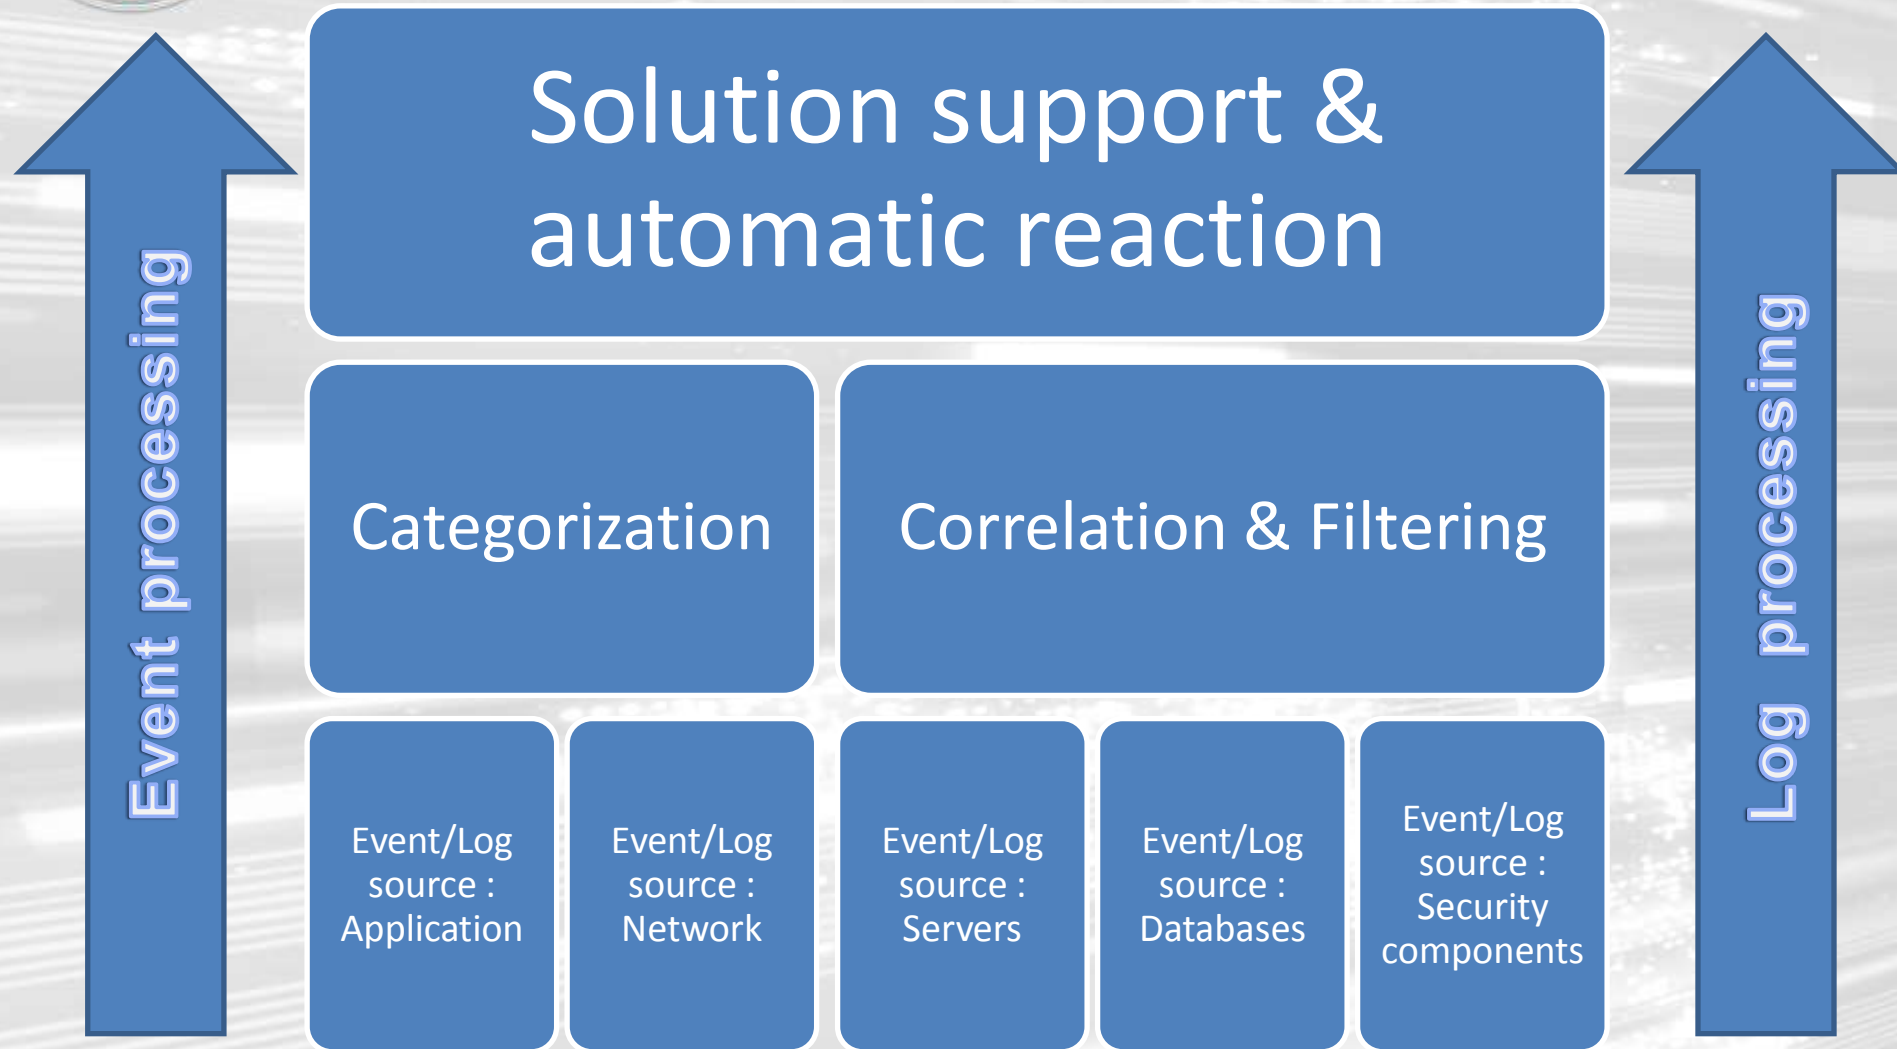 Solution support &
automatic reaction
Event processing
Log processing
Categorization
Correlation & Filtering
Event/Log
source :
Application
Event/Log
source :
Network
Event/Log
source :
Servers
Event/Log
source :
Databases
Event/Log
source :
Security
components